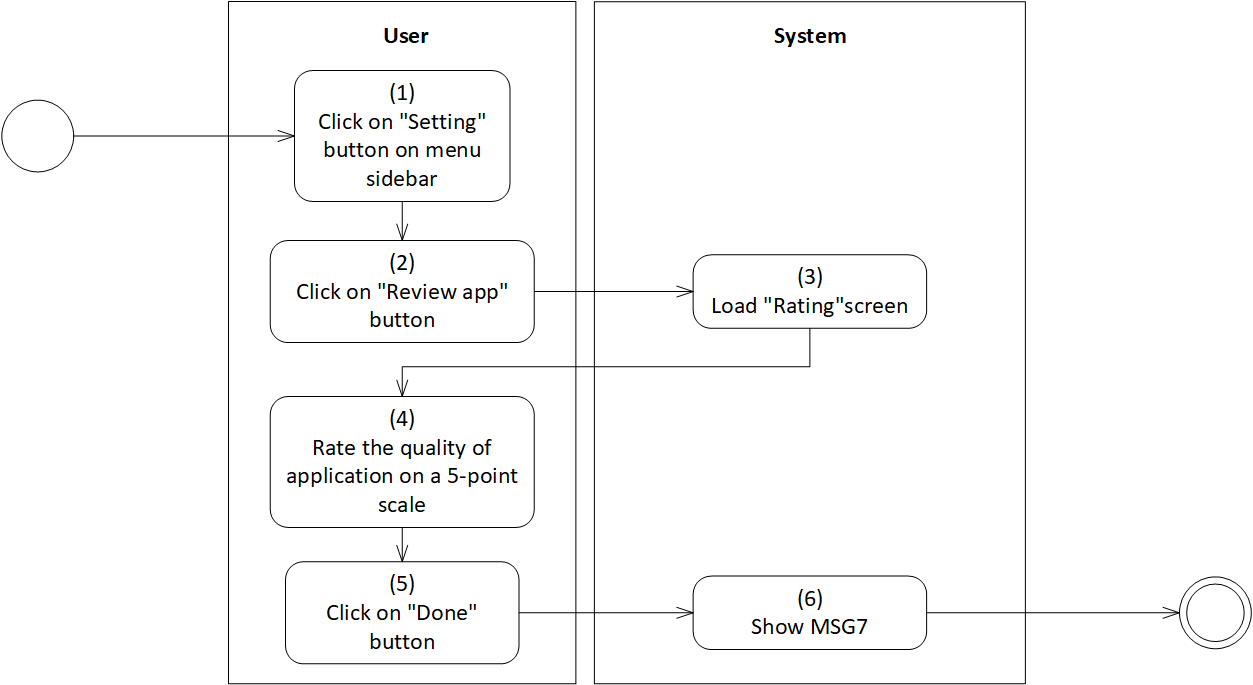 User
System
(1)
Click on "Setting"
button on menu
sidebar
(2)
Click on "Review app"
button
(3)
Load "Rating"screen
(4)
Rate the quality of
application on a 5-point
scale
(5)
Click on "Done"
button
(6)
Show MSG7